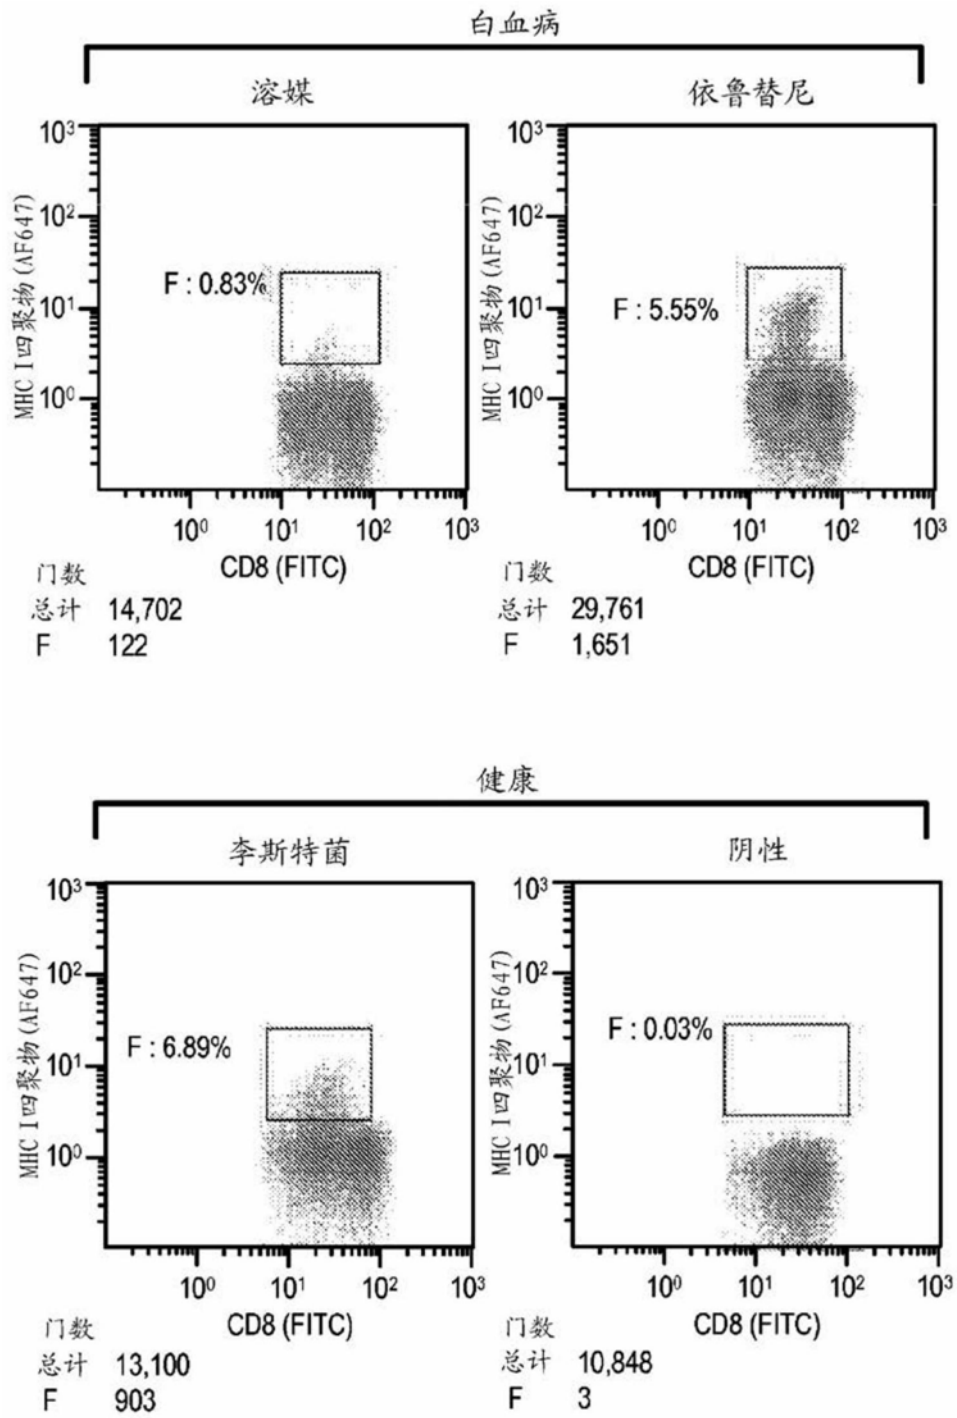 白血病
溶媒
依鲁替尼
10³ 10² 10¹ 10⁰
MHC I四聚物(AF647)
F : 0.83%
10⁰ 10¹ 10² 10³
CD8 (FITC)
门数
总计 14,702
F 122
10³ 10² 10¹ 10⁰
MHC I四聚物(AF647)
F : 5.55%
10⁰ 10¹ 10² 10³
CD8 (FITC)
门数
总计 29,761
F 1,651
健康
李斯特菌
阴性
10³ 10² 10¹ 10⁰
MHC I四聚物(AF647)
F : 6.89%
10⁰ 10¹ 10² 10³
CD8 (FITC)
门数
总计 13,100
F 903
10³ 10² 10¹ 10⁰
MHC I四聚物(AF647)
F : 0.03%
10⁰ 10¹ 10² 10³
CD8 (FITC)
门数
总计 10,848
F 3